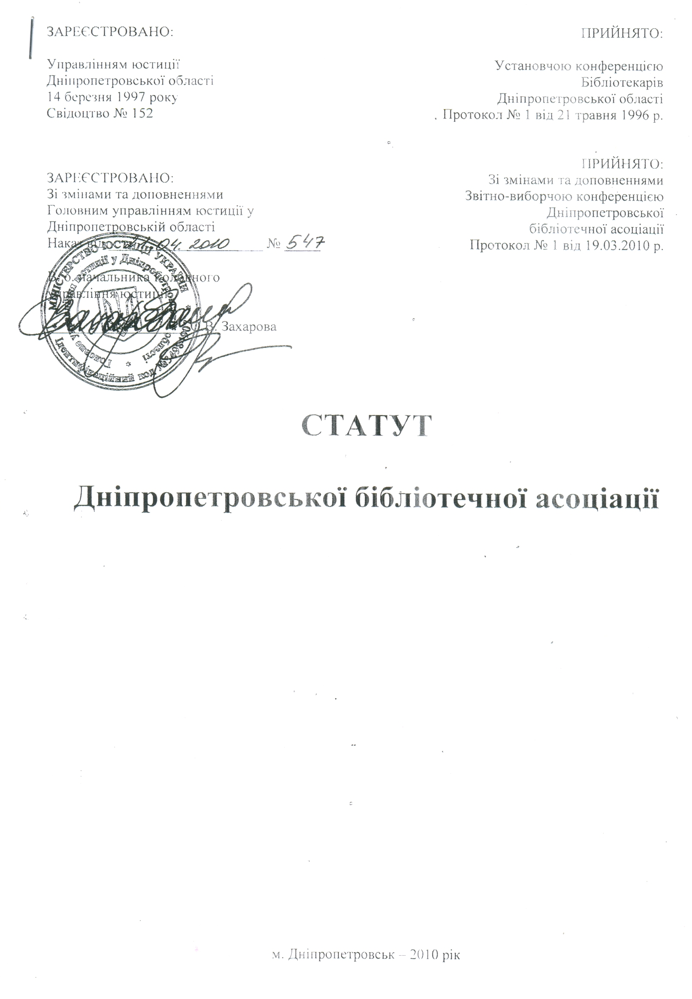 ЗАРЕЄСТРОВАНО:
Управлінням юстиції
Дніпропетровської області
14 березня 1997 року
Свідоцтво № 152
ПРИЙНЯТО:
Установчою конференцією
Бібліотекарів
Дніпропетровської області
Протокол № 1 від 21 травня 1996 р.
ЗАРЕЄСТРОВАНО:
Зі змінами та доповненнями
Головним управлінням юстиції у
Дніпропетровській області
Наказ від 04. 2010 № 547
В. о. начальника Головного
управління юстиції
В. Захарова
МІНІСТЕРСТВО ЮСТИЦІЇ УКРАЇНИ
Головне управління юстиції у Дніпропетровській області
Ідентифікаційний код №
ПРИЙНЯТО:
Зі змінами та доповненнями
Звітно-виборчою конференцією
Дніпропетровської
бібліотечної асоціації
Протокол № 1 від 19.03.2010 р.
СТАТУТ
Дніпропетровської бібліотечної асоціації
м. Дніпропетровськ – 2010 рік